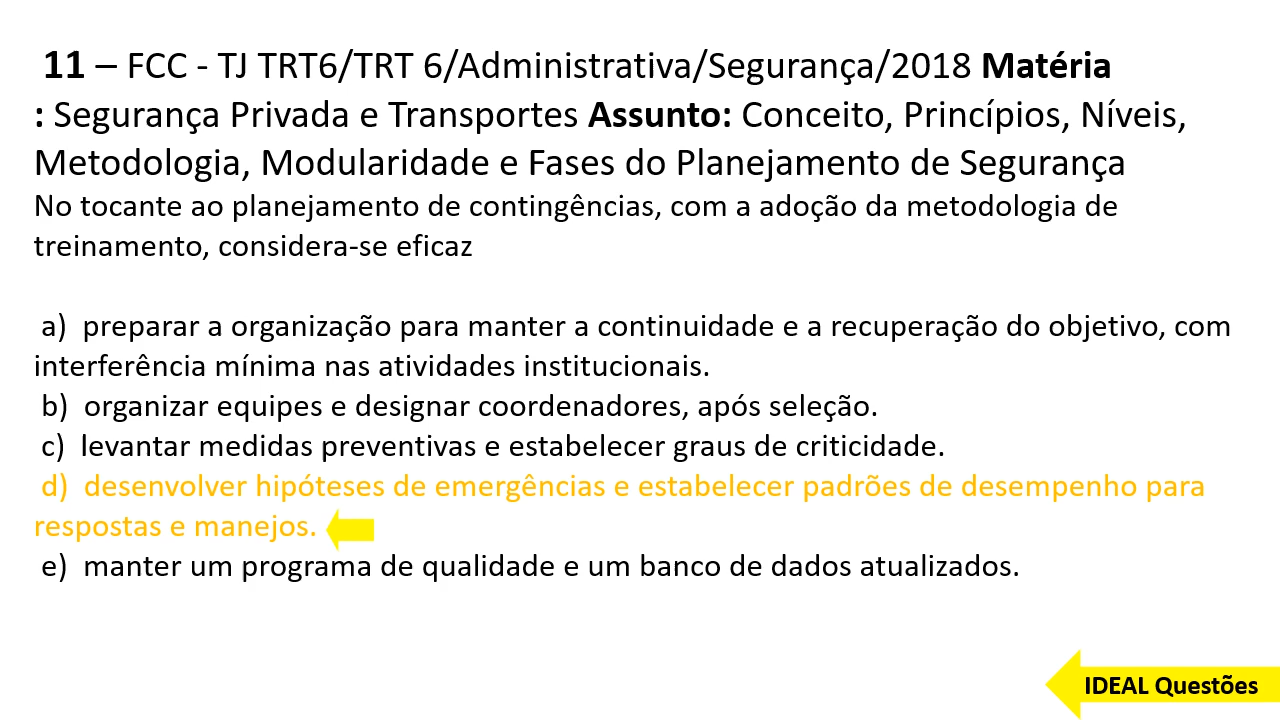 11 – FCC - TJ TRT6/TRT 6/Administrativa/Segurança/2018 Matéria
: Segurança Privada e Transportes Assunto: Conceito, Princípios, Níveis,
Metodologia, Modularidade e Fases do Planejamento de Segurança
No tocante ao planejamento de contingências, com a adoção da metodologia de
treinamento, considera-se eficaz
a) preparar a organização para manter a continuidade e a recuperação do objetivo, com
interferência mínima nas atividades institucionais.
b) organizar equipes e designar coordenadores, após seleção.
c) levantar medidas preventivas e estabelecer graus de criticidade.
d) desenvolver hipóteses de emergências e estabelecer padrões de desempenho para
respostas e manejos.
e) manter um programa de qualidade e um banco de dados atualizados.
IDEAL Questões